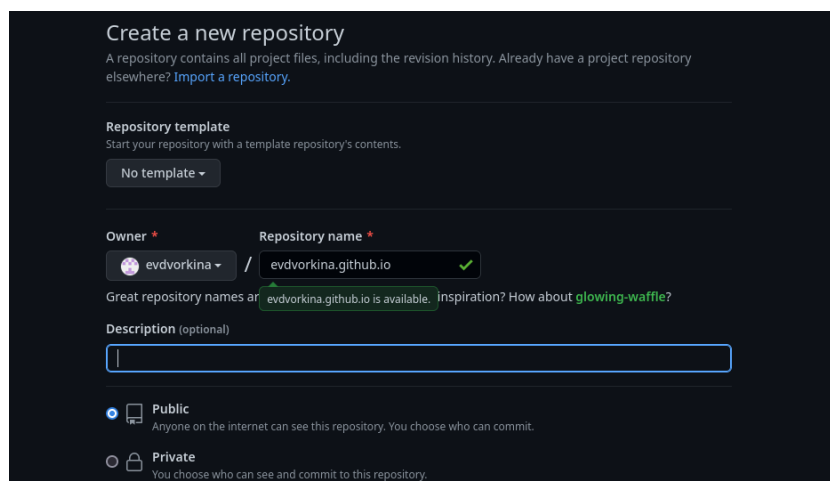 Create a new repository
A repository contains all project files, including the revision history. Already have a project repository
elsewhere? Import a repository.
Repository template
Start your repository with a template repository's contents.
No template
Owner *
Repository name *
evdvorkina
/
evdvorkina.github.io
Great repository names ar
evdvorkina.github.io is available.
inspiration? How about glowing-waffle?
Description (optional)
Public
Anyone on the internet can see this repository. You choose who can commit.
Private
You choose who can see and commit to this repository.